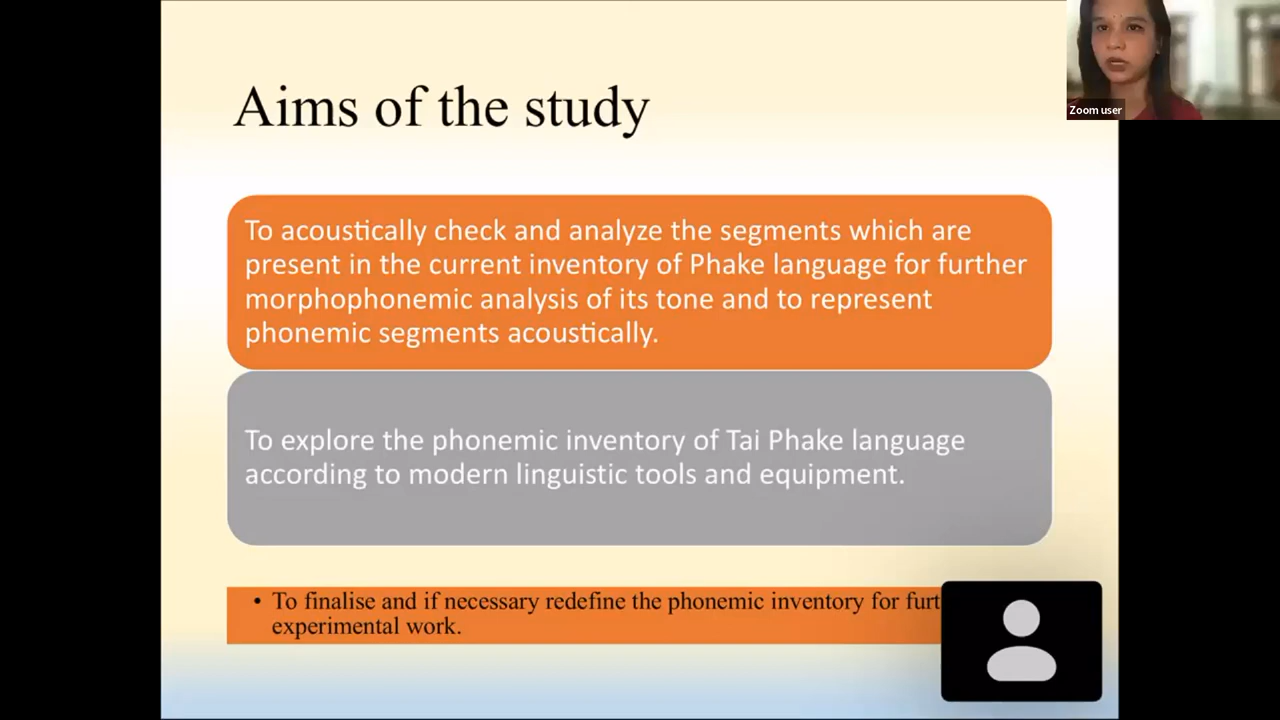 Zoom user
Aims of the study
To acoustically check and analyze the segments which are
present in the current inventory of Phake language for further
morphophonemic analysis of its tone and to represent
phonemic segments acoustically.
To explore the phonemic inventory of Tai Phake language
according to modern linguistic tools and equipment.
• To finalise and if necessary redefine the phonemic inventory for
experimental work.